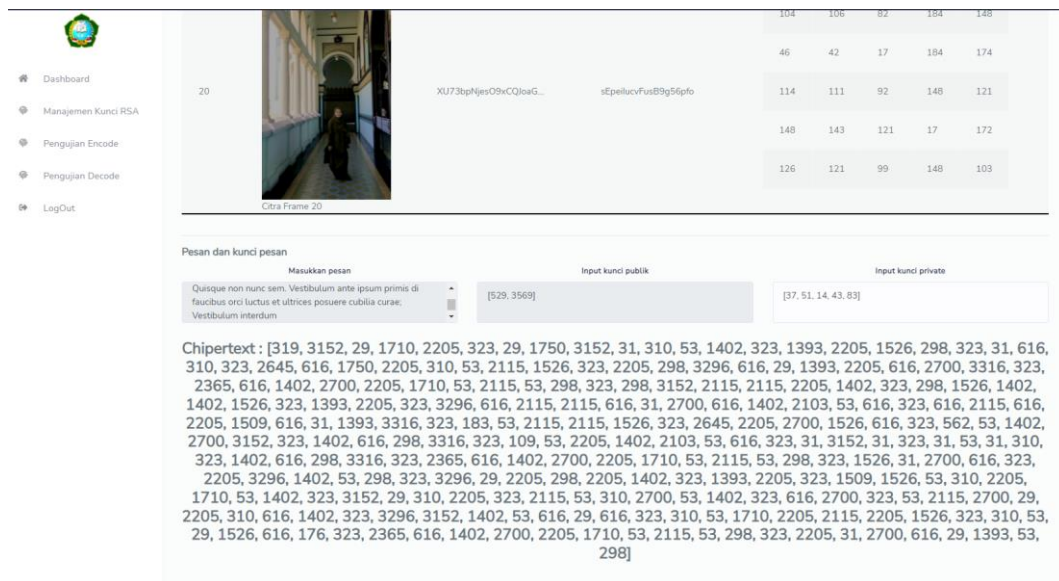 104 106 82 184 148
46 42 17 184 174
Dashboard
20 XU73bpNjesO9xCQJoaG... sEpeilucvFusB9g56pfo 114 111 92 148 121
Manajemen Kunci RSA
148 143 121 17 172
Pengujian Encode
126 121 99 148 103
Pengujian Decode
LogOut
Citra Frame 20
Pesan dan kunci pesan
Masukkan pesan Input kunci publik Input kunci private
Quisque non nunc sem. Vestibulum ante ipsum primis di
faucibus orci luctus et ultrices posuere cubilia curae;
Vestibulum interdum
[529, 3569]
[37, 51, 14, 43, 83]
Chipertext : [319, 3152, 29, 1710, 2205, 323, 29, 1750, 3152, 31, 310, 53, 1402, 323, 1393, 2205, 1526, 298, 323, 31, 616,
310, 323, 2645, 616, 1750, 2205, 310, 53, 2115, 1526, 323, 2205, 298, 3296, 616, 29, 1393, 2205, 616, 2700, 3316, 323,
2365, 616, 1402, 2700, 2205, 1710, 53, 2115, 53, 298, 323, 298, 3152, 2115, 2115, 2205, 1402, 323, 298, 1526, 1402,
1402, 1526, 323, 1393, 2205, 323, 3296, 616, 2115, 2115, 616, 31, 2700, 616, 1402, 2103, 53, 616, 323, 616, 2115, 616,
2205, 1509, 616, 31, 1393, 3316, 323, 183, 53, 2115, 2115, 1526, 323, 2645, 2205, 2700, 1526, 616, 323, 562, 53, 1402,
2700, 3152, 323, 1402, 616, 298, 3316, 323, 109, 53, 2205, 1402, 2103, 53, 616, 323, 31, 3152, 31, 323, 31, 53, 31, 310,
323, 1402, 616, 298, 3316, 323, 2365, 616, 1402, 2700, 2205, 1710, 53, 2115, 53, 298, 323, 1526, 31, 2700, 616, 323,
2205, 3296, 1402, 53, 298, 323, 3296, 29, 2205, 298, 2205, 1402, 323, 1393, 2205, 323, 1509, 1526, 53, 310, 2205,
1710, 53, 1402, 323, 3152, 29, 310, 2205, 323, 2115, 53, 310, 2700, 53, 1402, 323, 616, 2700, 323, 53, 2115, 2700, 29,
2205, 310, 616, 1402, 323, 3296, 3152, 1402, 53, 616, 29, 616, 323, 310, 53, 1710, 2205, 2115, 2205, 1526, 323, 310, 53,
29, 1526, 616, 176, 323, 2365, 616, 1402, 2700, 2205, 1710, 53, 2115, 53, 298, 323, 2205, 31, 2700, 616, 29, 1393, 53,
298]